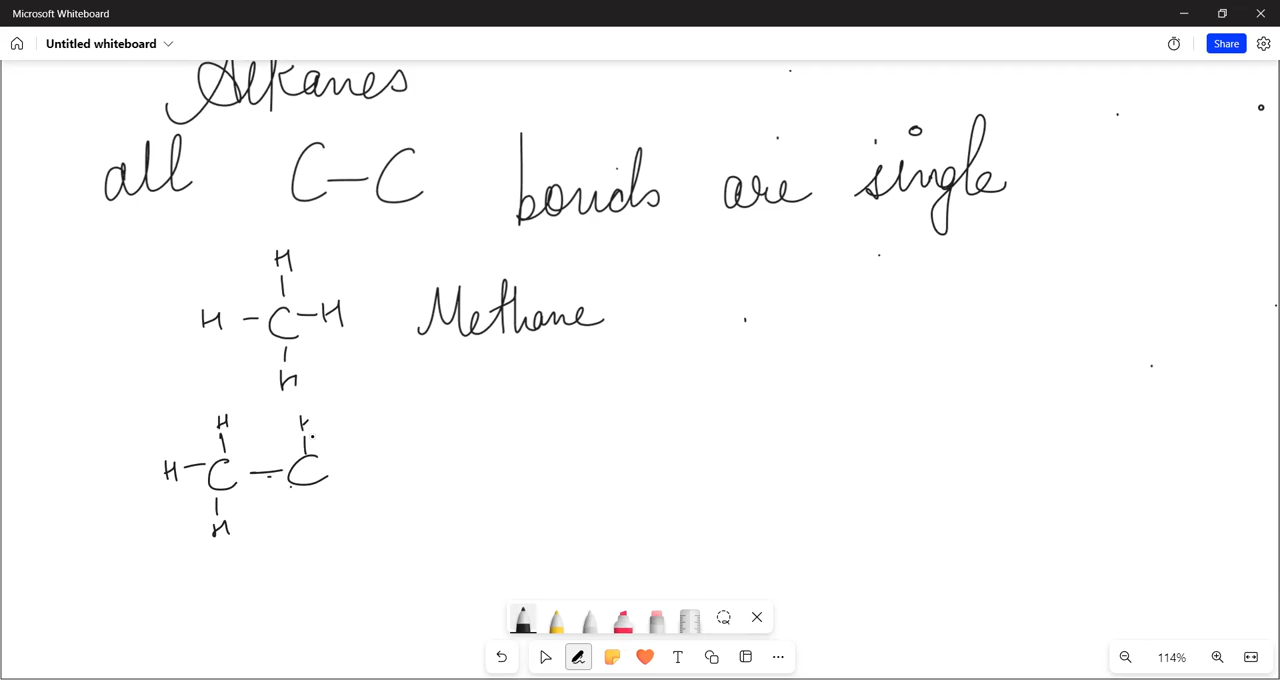 Microsoft Whiteboard
Untitled whiteboard
Share
Alkanes
all C-C bonds are single
H
H - C - H Methane
H
H
H - C - C
H
114%